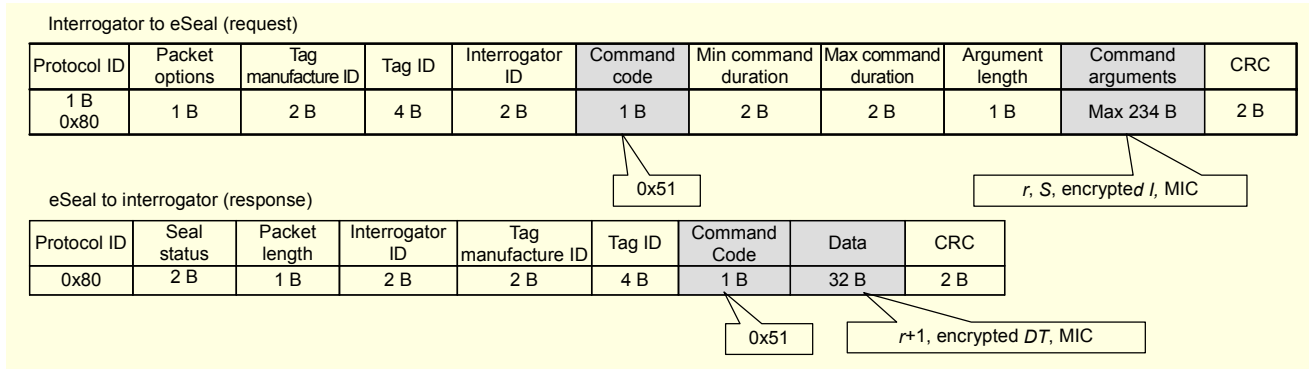 Interrogator to eSeal (request)
Protocol ID Packet options Tag manufacture ID Tag ID Interrogator ID Command code Min command duration Max command duration Argument length Command arguments CRC
1 B 0x80 1 B 2 B 4 B 2 B 1 B 2 B 2 B 1 B Max 234 B 2 B
0x51
r, S, encrypted I, MIC
eSeal to interrogator (response)
Protocol ID Seal status Packet length Interrogator ID Tag manufacture ID Tag ID Command Code Data CRC
0x80 2 B 1 B 2 B 2 B 4 B 1 B 32 B 2 B
0x51
r+1, encrypted DT, MIC